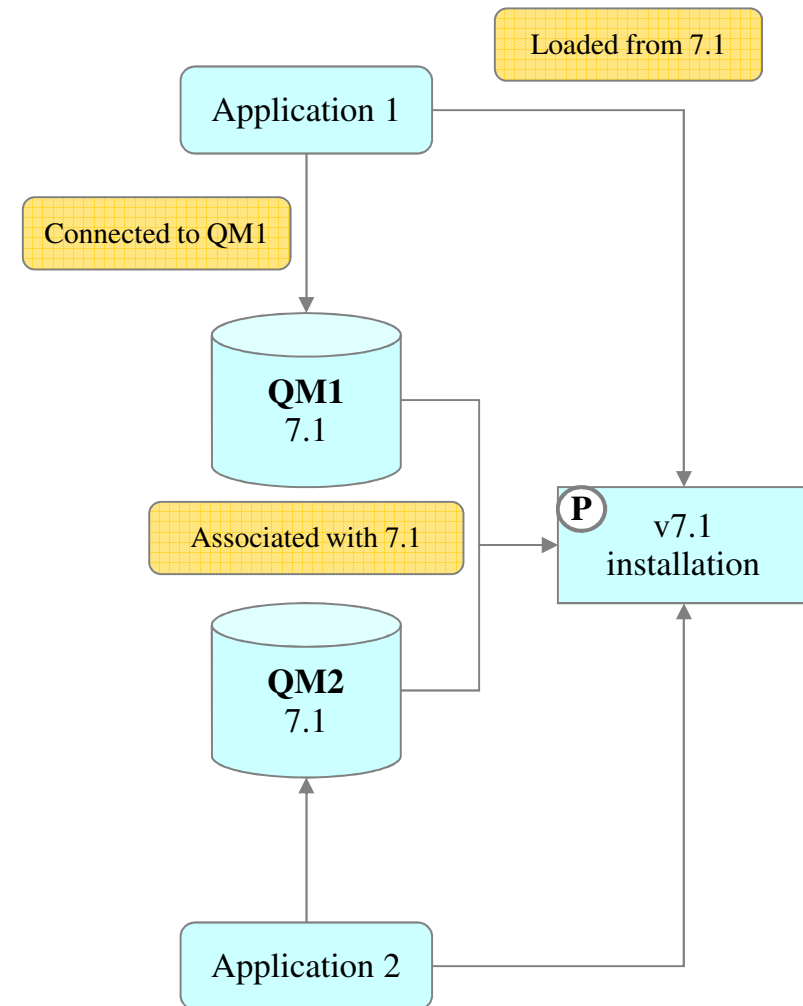 Loaded from 7.1
Application 1
Connected to QM1
QM1
7.1
Associated with 7.1
P
v7.1
installation
QM2
7.1
Application 2